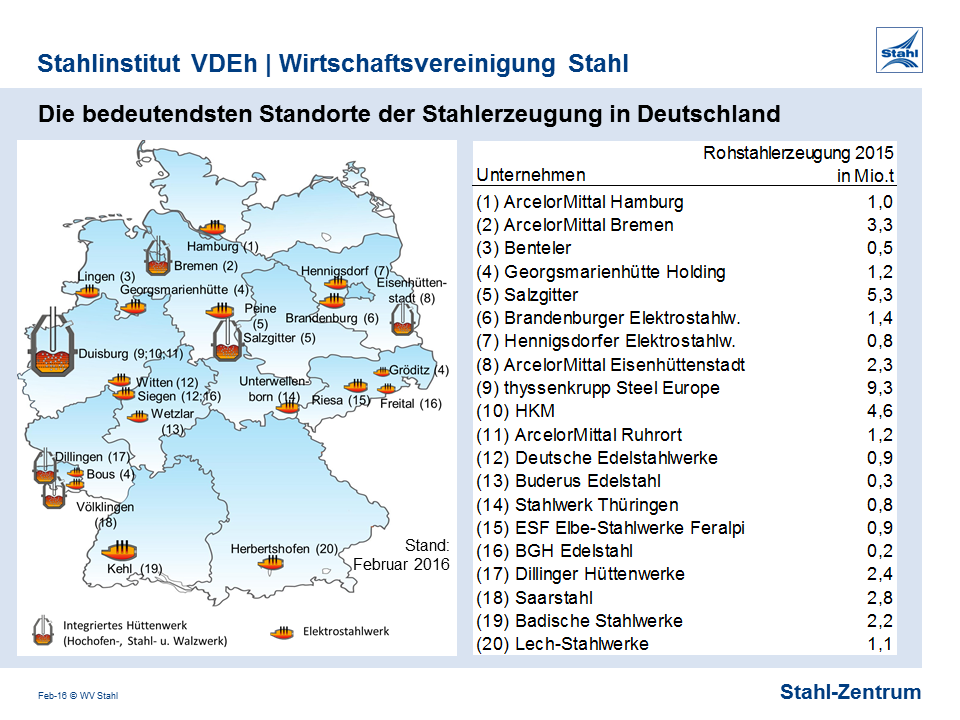 Stahl
Stahlinstitut VDEh | Wirtschaftsvereinigung Stahl
Die bedeutendsten Standorte der Stahlerzeugung in Deutschland
Hamburg (1)
Bremen (2)
Lingen (3)
Georgsmarienhütte (4)
Hennigsdorf (7)
Eisenhütten-
stadt (8)
Peine
(5)
Brandenburg (6)
Salzgitter (5)
Duisburg (9;10;11)
Witten (12)
Siegen (12;16)
Wetzlar
(13)
Unterwellen-
born (14)
Riesa (15)
Gröditz (4)
Freital (16)
Dillingen (17)
Bous (4)
Völklingen
(18)
Kehl (19)
Herbertshofen (20)
Stand:
Februar 2016
Integriertes Hüttenwerk
(Hochofen-, Stahl- u. Walzwerk)
Elektrostahlwerk
Rohstahlerzeugung 2015
Unternehmen in Mio.t
(1) ArcelorMittal Hamburg 1,0
(2) ArcelorMittal Bremen 3,3
(3) Benteler 0,5
(4) Georgsmarienhütte Holding 1,2
(5) Salzgitter 5,3
(6) Brandenburger Elektrostahlw. 1,4
(7) Hennigsdorfer Elektrostahlw. 0,8
(8) ArcelorMittal Eisenhüttenstadt 2,3
(9) thyssenkrupp Steel Europe 9,3
(10) HKM 4,6
(11) ArcelorMittal Ruhrort 1,2
(12) Deutsche Edelstahlwerke 0,9
(13) Buderus Edelstahl 0,3
(14) Stahlwerk Thüringen 0,8
(15) ESF Elbe-Stahlwerke Feralpi 0,9
(16) BGH Edelstahl 0,2
(17) Dillinger Hüttenwerke 2,4
(18) Saarstahl 2,8
(19) Badische Stahlwerke 2,2
(20) Lech-Stahlwerke 1,1
Feb-16 © WV Stahl
Stahl-Zentrum